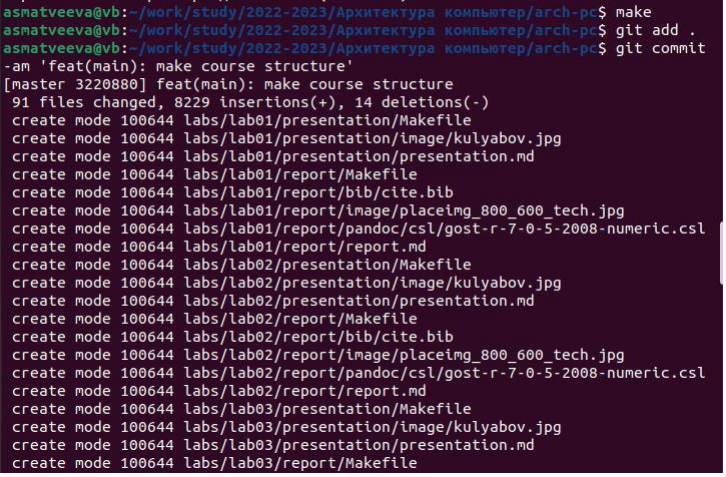 asmatveeva@vb:~/work/study/2022-2023/Архитектура компьютер/arch-pc$ make
asmatveeva@vb:~/work/study/2022-2023/Архитектура компьютер/arch-pc$ git add .
asmatveeva@vb:~/work/study/2022-2023/Архитектура компьютер/arch-pc$ git commit
-am 'feat(main): make course structure'
[master 3220880] feat(main): make course structure
 91 files changed, 8229 insertions(+), 14 deletions(-)
 create mode 100644 labs/lab01/presentation/Makefile
 create mode 100644 labs/lab01/presentation/image/kulyabov.jpg
 create mode 100644 labs/lab01/presentation/presentation.md
 create mode 100644 labs/lab01/report/Makefile
 create mode 100644 labs/lab01/report/bib/cite.bib
 create mode 100644 labs/lab01/report/image/placeimg_800_600_tech.jpg
 create mode 100644 labs/lab01/report/pandoc/csl/gost-r-7-0-5-2008-numeric.csl
 create mode 100644 labs/lab01/report/report.md
 create mode 100644 labs/lab02/presentation/Makefile
 create mode 100644 labs/lab02/presentation/image/kulyabov.jpg
 create mode 100644 labs/lab02/presentation/presentation.md
 create mode 100644 labs/lab02/report/Makefile
 create mode 100644 labs/lab02/report/bib/cite.bib
 create mode 100644 labs/lab02/report/image/placeimg_800_600_tech.jpg
 create mode 100644 labs/lab02/report/pandoc/csl/gost-r-7-0-5-2008-numeric.csl
 create mode 100644 labs/lab02/report/report.md
 create mode 100644 labs/lab03/presentation/Makefile
 create mode 100644 labs/lab03/presentation/image/kulyabov.jpg
 create mode 100644 labs/lab03/presentation/presentation.md
 create mode 100644 labs/lab03/report/Makefile